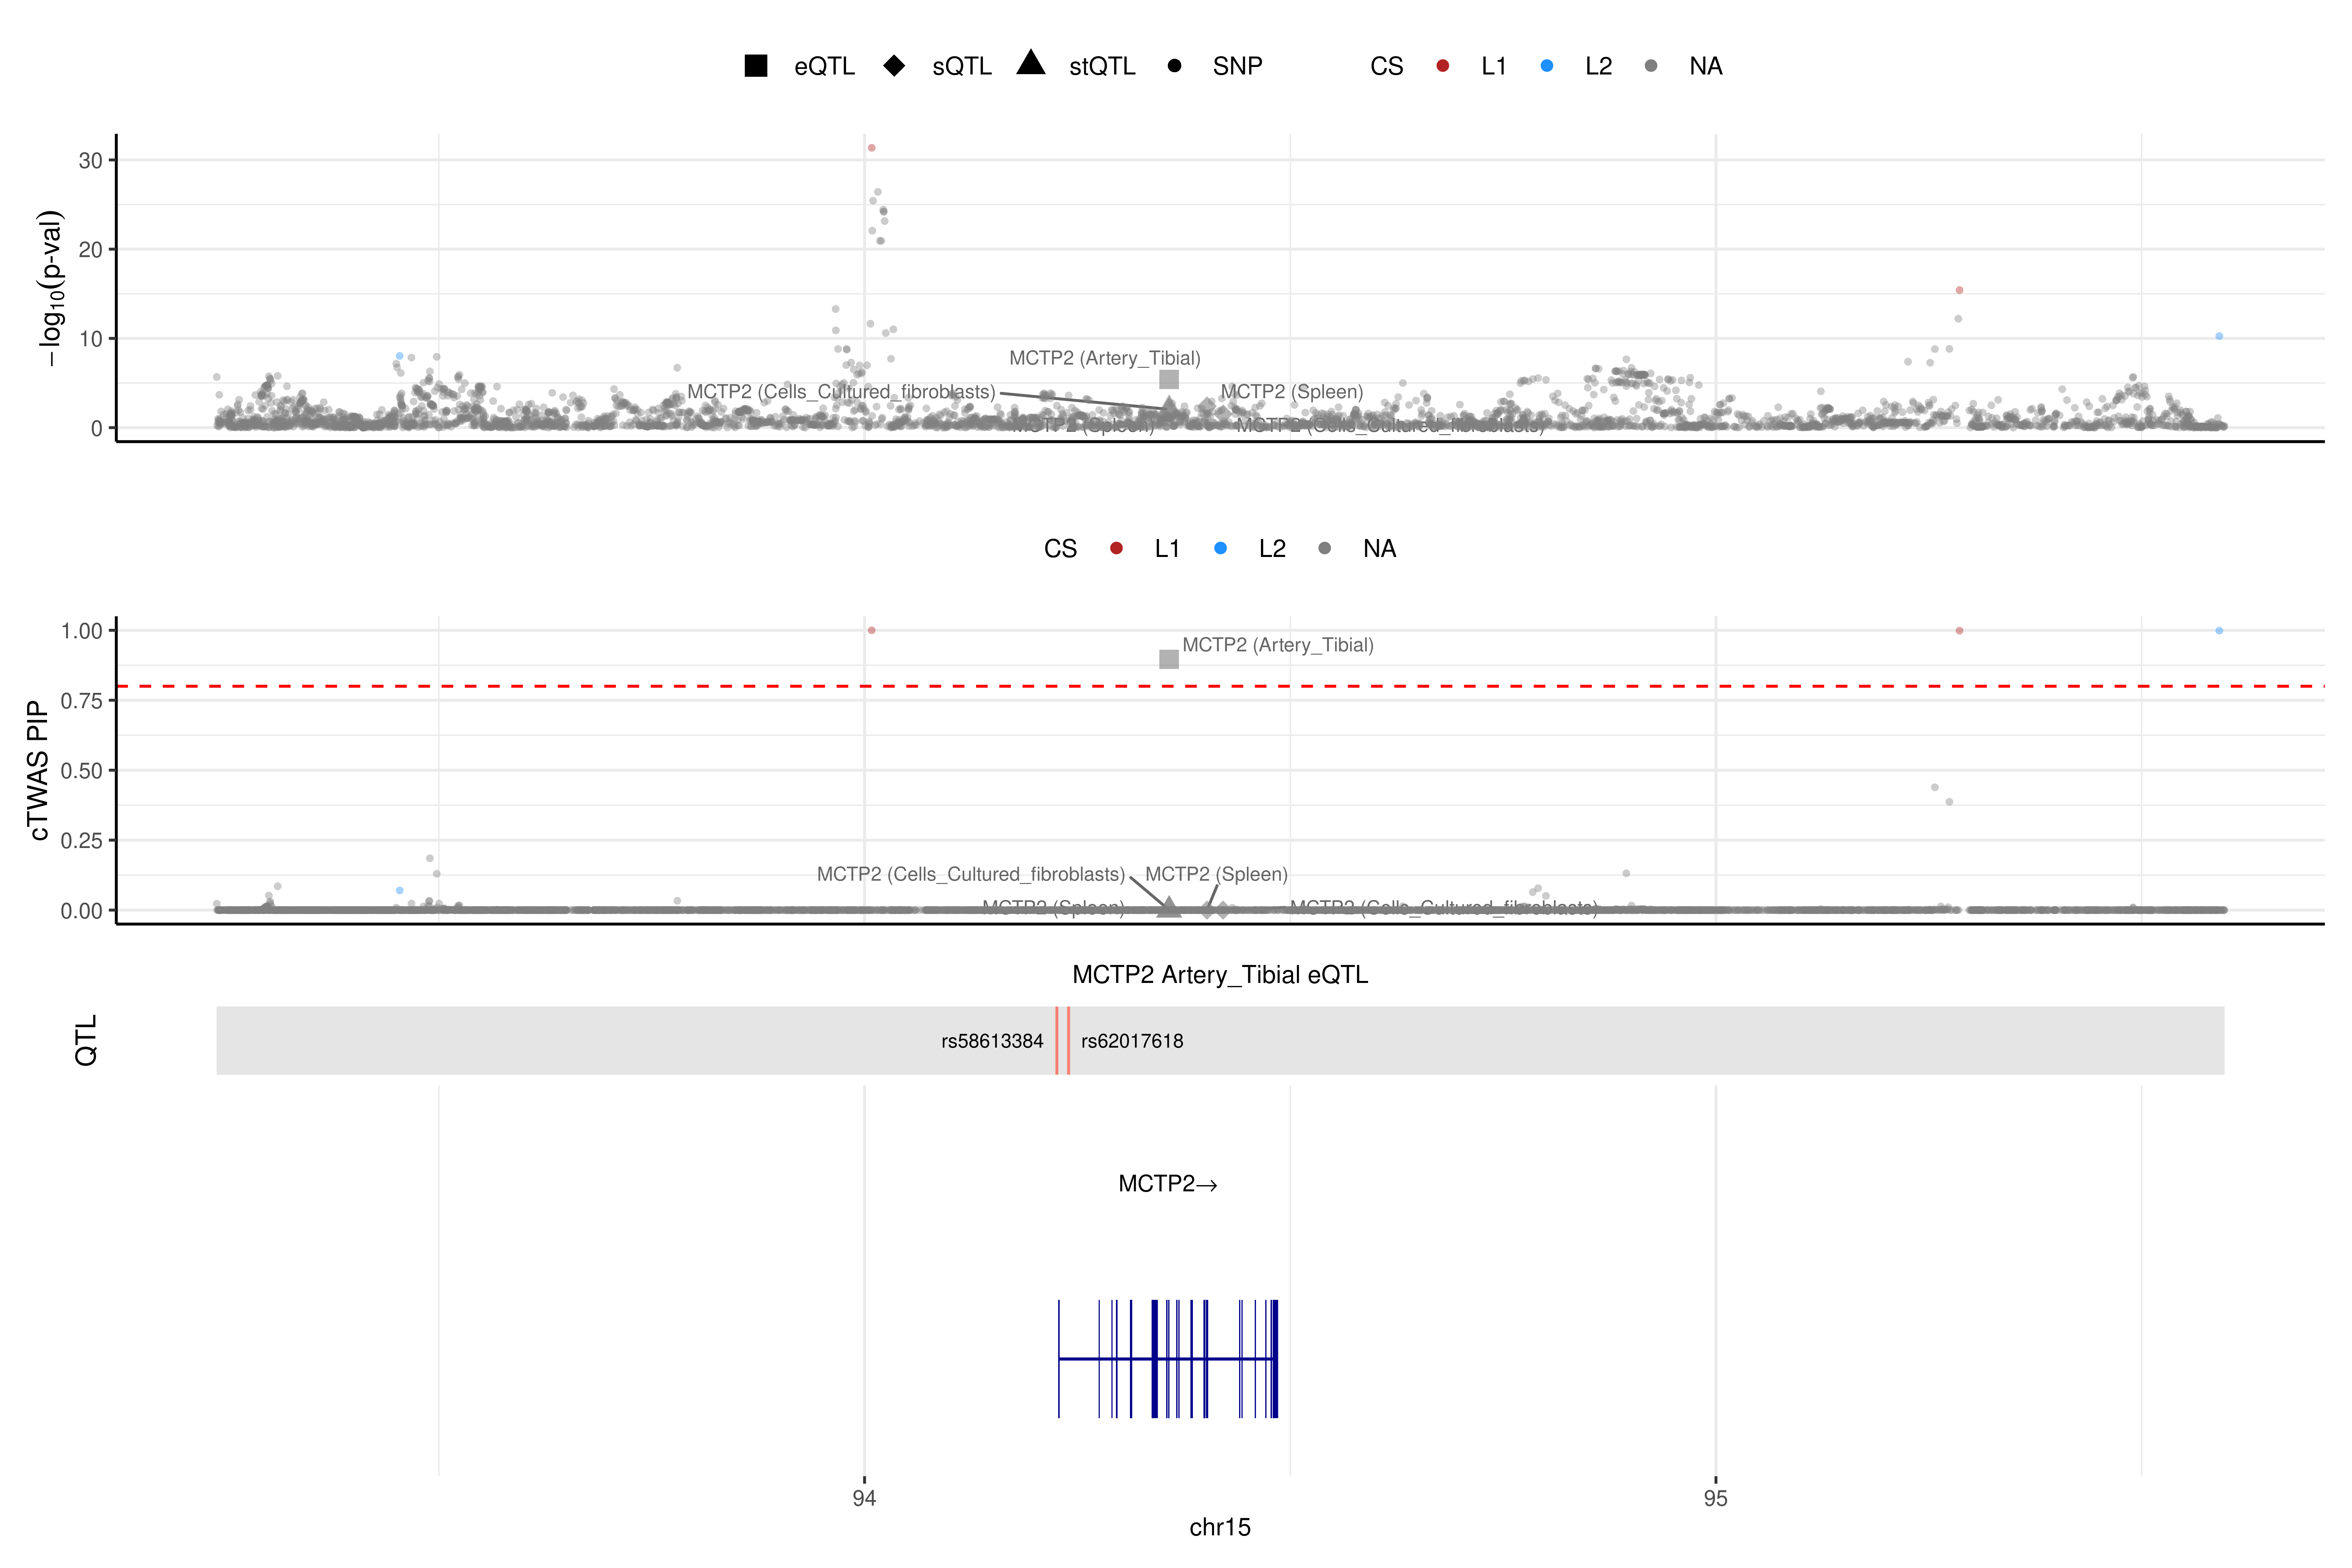 eQTL sQTL stQTL SNP CS L1 L2 NA
−log10(p-val)
30
20
10
0
MCTP2 (Artery_Tibial)
MCTP2 (Cells_Cultured_fibroblasts)
MCTP2 (Spleen)
MCTP2 (Spleen)
MCTP2 (Cells_Cultured_fibroblasts)
CS L1 L2 NA
cTWAS PIP
1.00
0.75
0.50
0.25
0.00
MCTP2 (Artery_Tibial)
MCTP2 (Cells_Cultured_fibroblasts)
MCTP2 (Spleen)
MCTP2 (Spleen)
MCTP2 (Cells_Cultured_fibroblasts)
MCTP2 Artery_Tibial eQTL
QTL
rs58613384
rs62017618
MCTP2→
94
95
chr15